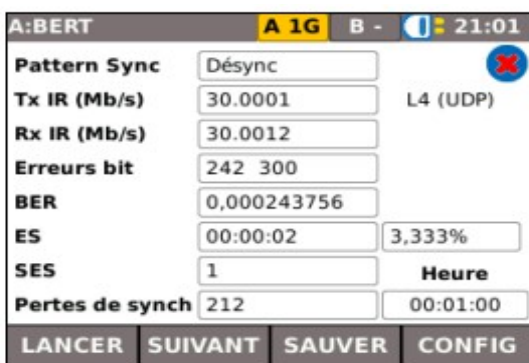 A:BERT A 1G B - 21:01
Pattern Sync Désync
Tx IR (Mb/s) 30.0001 L4 (UDP)
Rx IR (Mb/s) 30.0012
Erreurs bit 242 300
BER 0,000243756
ES 00:00:02 3,333%
SES 1 Heure
Pertes de synch 212 00:01:00
LANCER SUIVANT SAUVER CONFIG